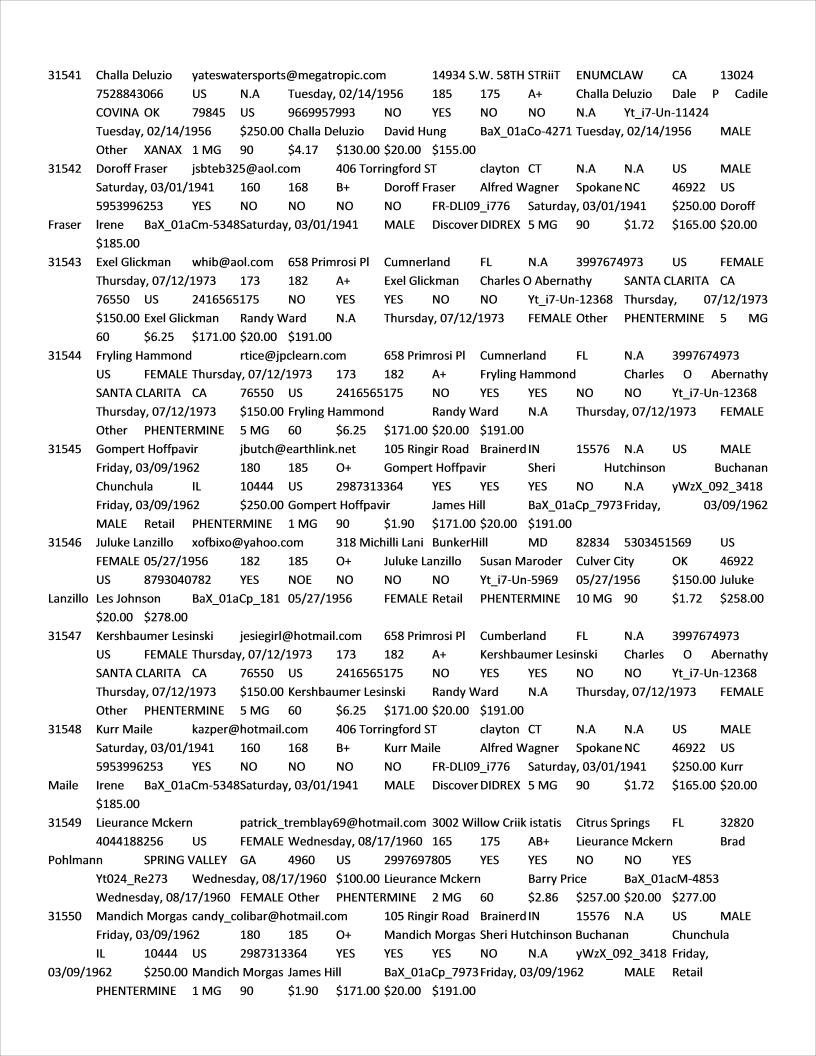 31541 Challa Deluzio yateswatersports@megatropic.com 14934 S.W. 58TH STRiiT ENUMCLAW CA 13024
7528843066 US N.A Tuesday, 02/14/1956 185 175 A+ Challa Deluzio Dale P Cadile
COVINA OK 79845 US 9669957993 NO YES NO NO N.A Yt_i7-Un-11424
Tuesday, 02/14/1956 $250.00 Challa Deluzio David Hung BaX_01aCo-4271 Tuesday, 02/14/1956 MALE
Other XANAX 1 MG 90 $4.17 $130.00 $20.00 $155.00
31542 Doroff Fraser jsbteb325@aol.com 406 Torringford ST clayton CT N.A N.A US MALE
Saturday, 03/01/1941 160 168 B+ Doroff Fraser Alfred Wagner Spokane NC 46922 US
5953996253 YES NO NO NO NO FR-DLI09_i776 Saturday, 03/01/1941 $250.00 Doroff
Fraser Irene BaX_01aCm-5348Saturday, 03/01/1941 MALE Discover DIDREX 5 MG 90 $1.72 $165.00 $20.00
$185.00
31543 Exel Glickman whib@aol.com 658 Primrosi Pl Cumnerland FL N.A 3997674973 US FEMALE
Thursday, 07/12/1973 173 182 A+ Exel Glickman Charles O Abernathy SANTA CLARITA CA
76550 US 2416565175 NO YES YES NO NO Yt_i7-Un-12368 Thursday, 07/12/1973
$150.00 Exel Glickman Randy Ward N.A Thursday, 07/12/1973 FEMALE Other PHENTERMINE 5 MG
60 $6.25 $171.00 $20.00 $191.00
31544 Fryling Hammond rtice@jpclearn.com 658 Primrosi Pl Cumnerland FL N.A 3997674973
US FEMALE Thursday, 07/12/1973 173 182 A+ Fryling Hammond Charles O Abernathy
SANTA CLARITA CA 76550 US 2416565175 NO YES YES NO NO Yt_i7-Un-12368
Thursday, 07/12/1973 $150.00 Fryling Hammond Randy Ward N.A Thursday, 07/12/1973 FEMALE
Other PHENTERMINE 5 MG 60 $6.25 $171.00 $20.00 $191.00
31545 Gompert Hoffpavir jbutch@earthlink.net 105 Ringir Road Brainerd IN 15576 N.A US MALE
Friday, 03/09/1962 180 185 O+ Gompert Hoffpavir Sheri Hutchinson Buchanan
Chunchula IL 10444 US 2987313364 YES YES YES NO N.A yWzX_092_3418
Friday, 03/09/1962 $250.00 Gompert Hoffpavir James Hill BaX_01aCp_7973 Friday, 03/09/1962
MALE Retail PHENTERMINE 1 MG 90 $1.90 $171.00 $20.00 $191.00
31546 Juluke Lanzillo xofbixo@yahoo.com 318 Michilli Lani BunkerHill MD 82834 5303451569 US
FEMALE 05/27/1956 182 185 O+ Juluke Lanzillo Susan Maroder Culver City OK 46922
US 8793040782 YES NOE NO NO NO Yt_i7-Un-5969 05/27/1956 $150.00 Juluke
Lanzillo Les Johnson BaX_01aCp_181 05/27/1956 FEMALE Retail PHENTERMINE 10 MG 90 $1.72 $258.00
$20.00 $278.00
31547 Kershbaumer Lesinski jesiegirl@hotmail.com 658 Primrosi Pl Cumberland FL N.A 3997674973
US FEMALE Thursday, 07/12/1973 173 182 A+ Kershbaumer Lesinski Charles O Abernathy
SANTA CLARITA CA 76550 US 2416565175 NO YES YES NO NO Yt_i7-Un-12368
Thursday, 07/12/1973 $150.00 Kershbaumer Lesinski Randy Ward N.A Thursday, 07/12/1973 FEMALE
Other PHENTERMINE 5 MG 60 $6.25 $171.00 $20.00 $191.00
31548 Kurr Maile kazper@hotmail.com 406 Torringford ST clayton CT N.A N.A US MALE
Saturday, 03/01/1941 160 168 B+ Kurr Maile Alfred Wagner Spokane NC 46922 US
5953996253 YES NO NO NO NO FR-DLI09_i776 Saturday, 03/01/1941 $250.00 Kurr
Maile Irene BaX_01aCm-5348Saturday, 03/01/1941 MALE Discover DIDREX 5 MG 90 $1.72 $165.00 $20.00
$185.00
31549 Lieurance Mckern patrick_tremblay69@hotmail.com 3002 Willow Criik istatis Citrus Springs FL 32820
4044188256 US FEMALE Wednesday, 08/17/1960 165 175 AB+ Lieurance Mckern Brad
Pohlmann SPRING VALLEY GA 4960 US 2997697805 YES YES NO NO YES
Yt024_Re273 Wednesday, 08/17/1960 $100.00 Lieurance Mckern Barry Price BaX_01acM-4853
Wednesday, 08/17/1960 FEMALE Other PHENTERMINE 2 MG 60 $2.86 $257.00 $20.00 $277.00
31550 Mandich Morgas candy_colibar@hotmail.com 105 Ringir Road Brainerd IN 15576 N.A US MALE
Friday, 03/09/1962 180 185 O+ Mandich Morgas Sheri Hutchinson Buchanan Chunchula
IL 10444 US 2987313364 YES YES YES NO N.A yWzX_092_3418 Friday,
03/09/1962 $250.00 Mandich Morgas James Hill BaX_01aCp_7973 Friday, 03/09/1962 MALE Retail
PHENTERMINE 1 MG 90 $1.90 $171.00 $20.00 $191.00